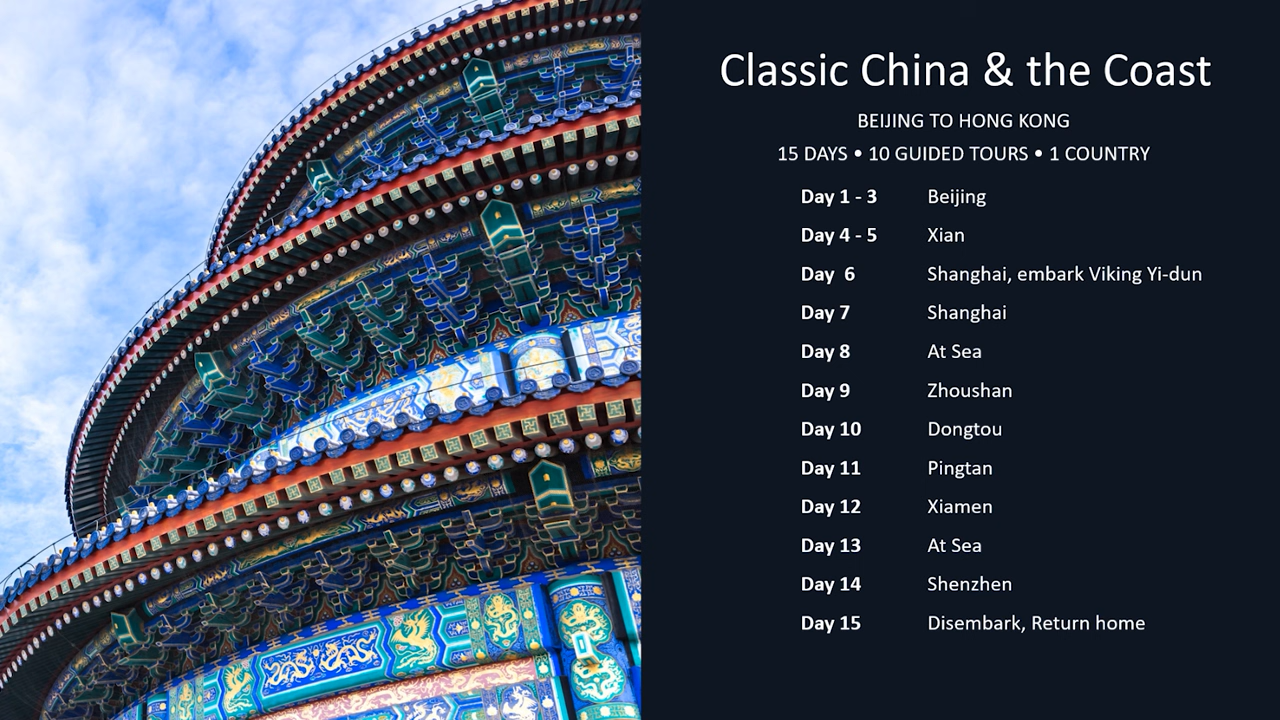 Classic China & the Coast
BEIJING TO HONG KONG
15 DAYS • 10 GUIDED TOURS • 1 COUNTRY
Day 1 - 3 Beijing
Day 4 - 5 Xian
Day  6 Shanghai, embark Viking Yi-dun
Day 7 Shanghai
Day 8 At Sea
Day 9 Zhoushan
Day 10 Dongtou
Day 11 Pingtan
Day 12 Xiamen
Day 13 At Sea
Day 14 Shenzhen
Day 15 Disembark, Return home